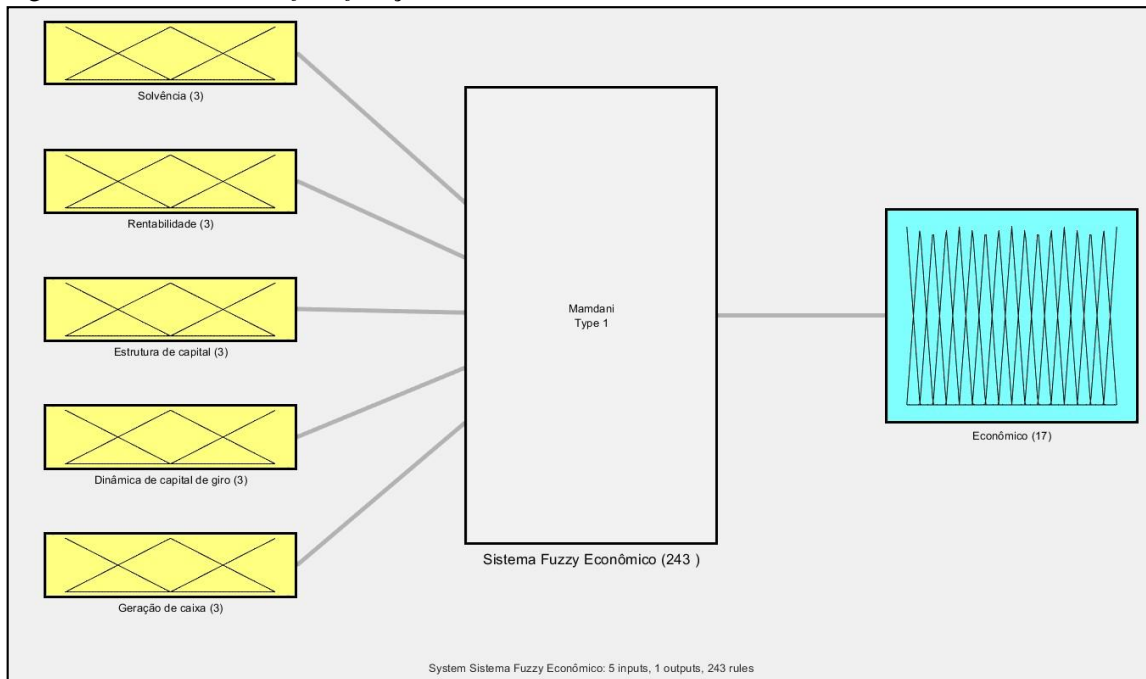 Solvência (3)
Rentabilidade (3)
Estrutura de capital (3)
Dinâmica de capital de giro (3)
Geração de caixa (3)
Mamdani
Type 1
Sistema Fuzzy Econômico (243 )
Econômico (17)
System Sistema Fuzzy Econômico: 5 inputs, 1 outputs, 243 rules